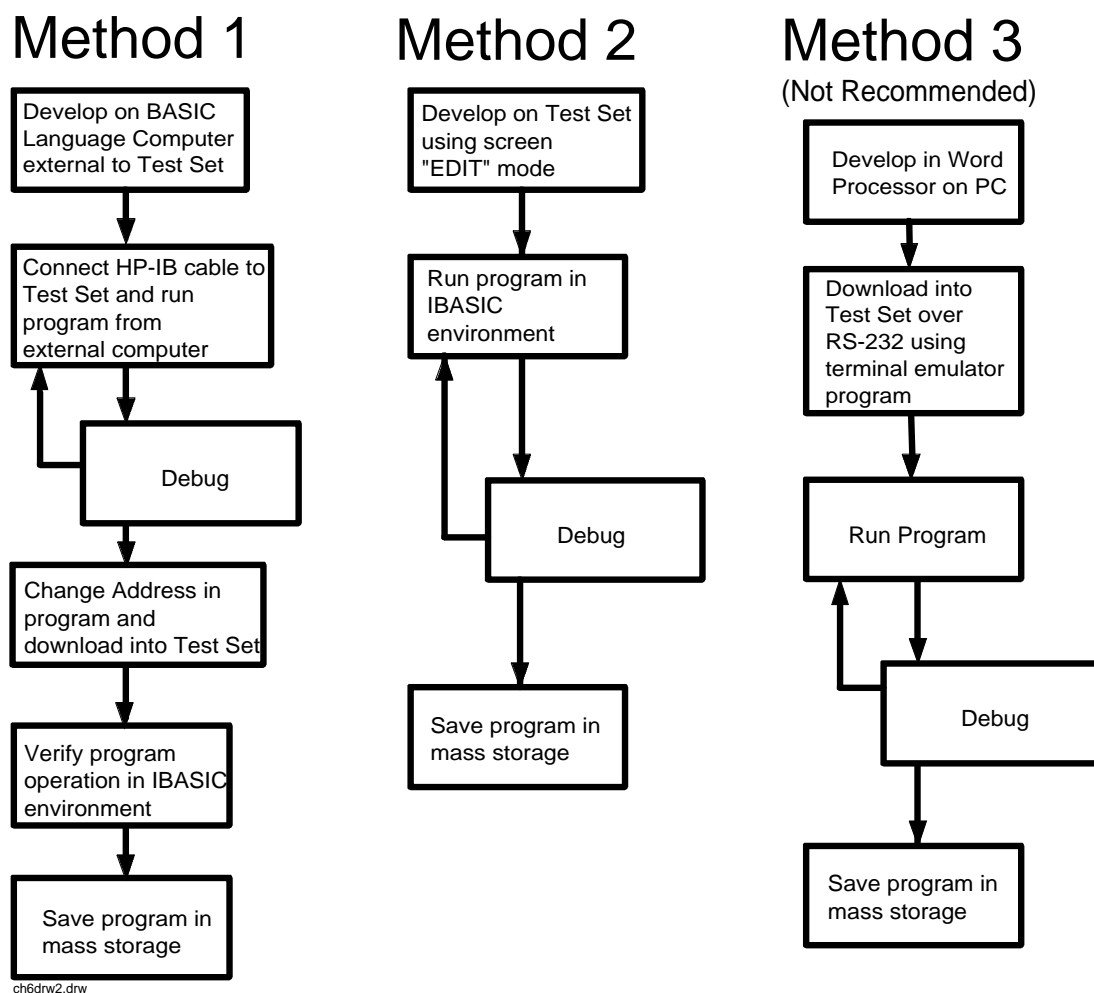 Method 1
Develop on BASIC
Language Computer
external to Test Set
Connect HP-IB cable to
Test Set and run
program from
external computer
Debug
Change Address in
program and
download into Test Set
Verify program
operation in IBASIC
environment
Save program in
mass storage
ch6drw2.drw
Method 2
Develop on Test Set
using screen
"EDIT" mode
Run program in
IBASIC
environment
Debug
Save program in
mass storage
Method 3
(Not Recommended)
Develop in Word
Processor on PC
Download into
Test Set over
RS-232 using
terminal emulator
program
Run Program
Debug
Save program in
mass storage